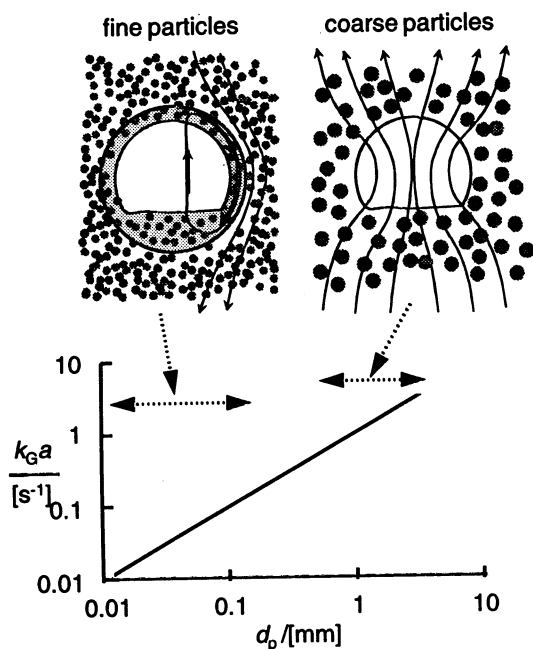 fine particles
coarse particles
10
1
0.1
0.01
k_G a
[s⁻¹]
0.01
0.1
1
10
d_p /[mm]